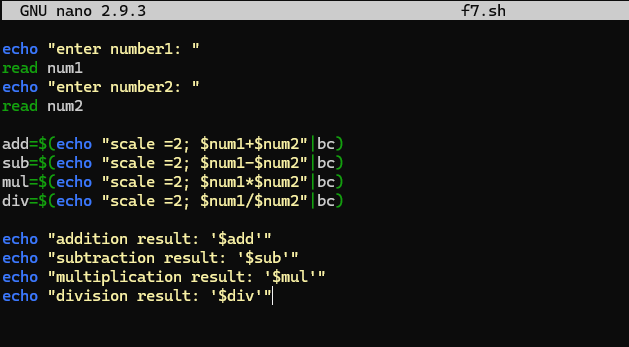 GNU nano 2.9.3 f7.sh
echo "enter number1: "
read num1
echo "enter number2: "
read num2
add=$(echo "scale =2; $num1+$num2"|bc)
sub=$(echo "scale =2; $num1-$num2"|bc)
mul=$(echo "scale =2; $num1*$num2"|bc)
div=$(echo "scale =2; $num1/$num2"|bc)
echo "addition result: '$add'"
echo "subtraction result: '$sub'"
echo "multiplication result: '$mul'"
echo "division result: '$div'"